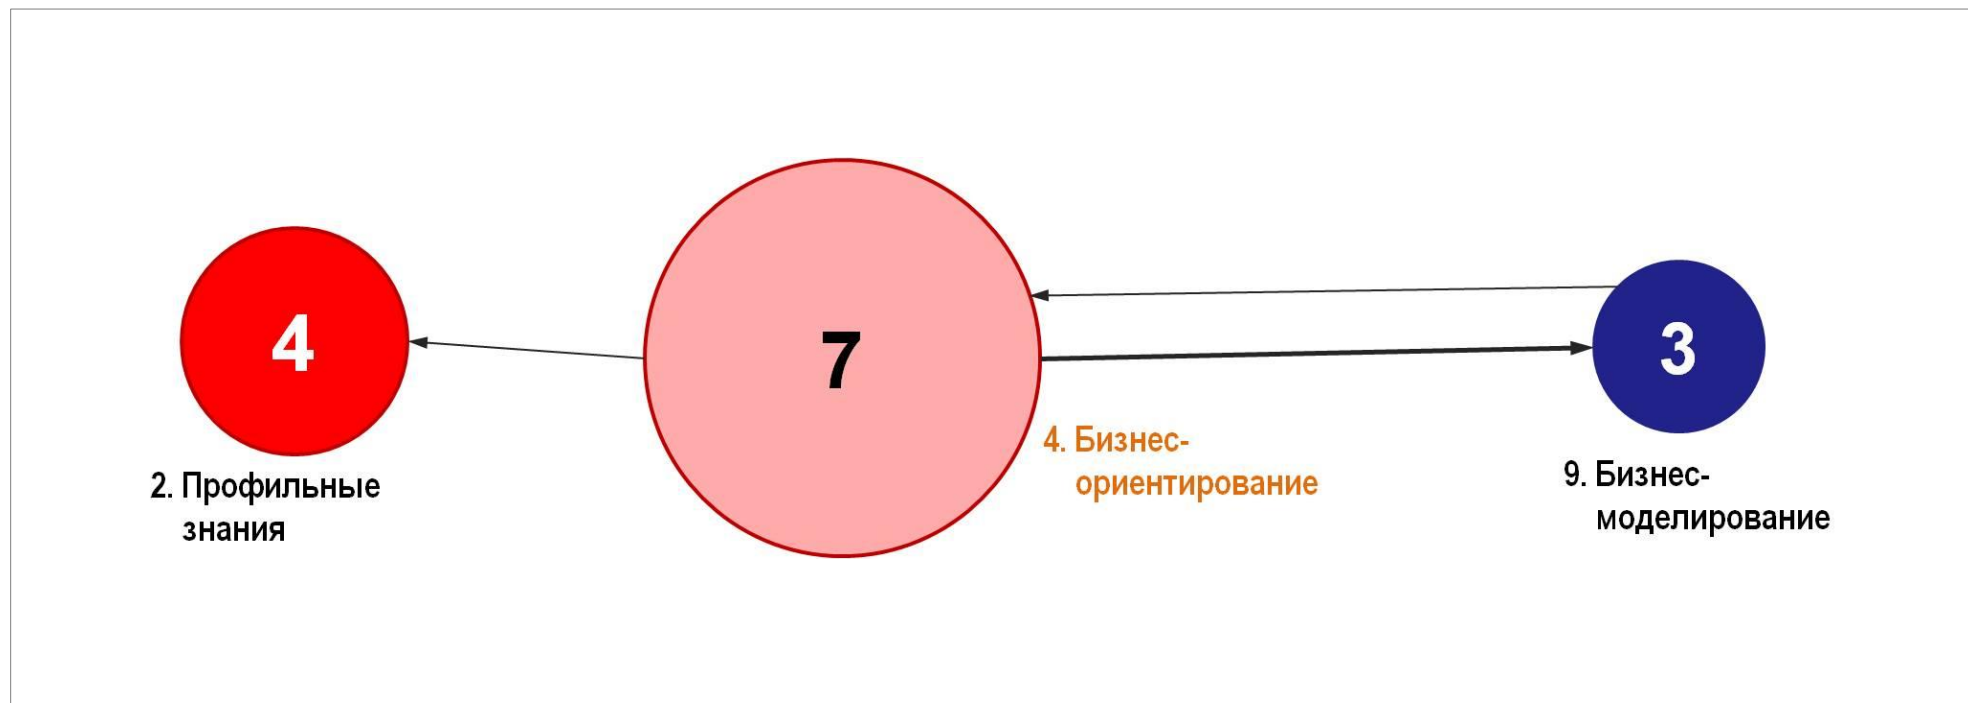 4
7
3
2. Профильные
знания
4. Бизнес-
ориентирование
9. Бизнес-
моделирование